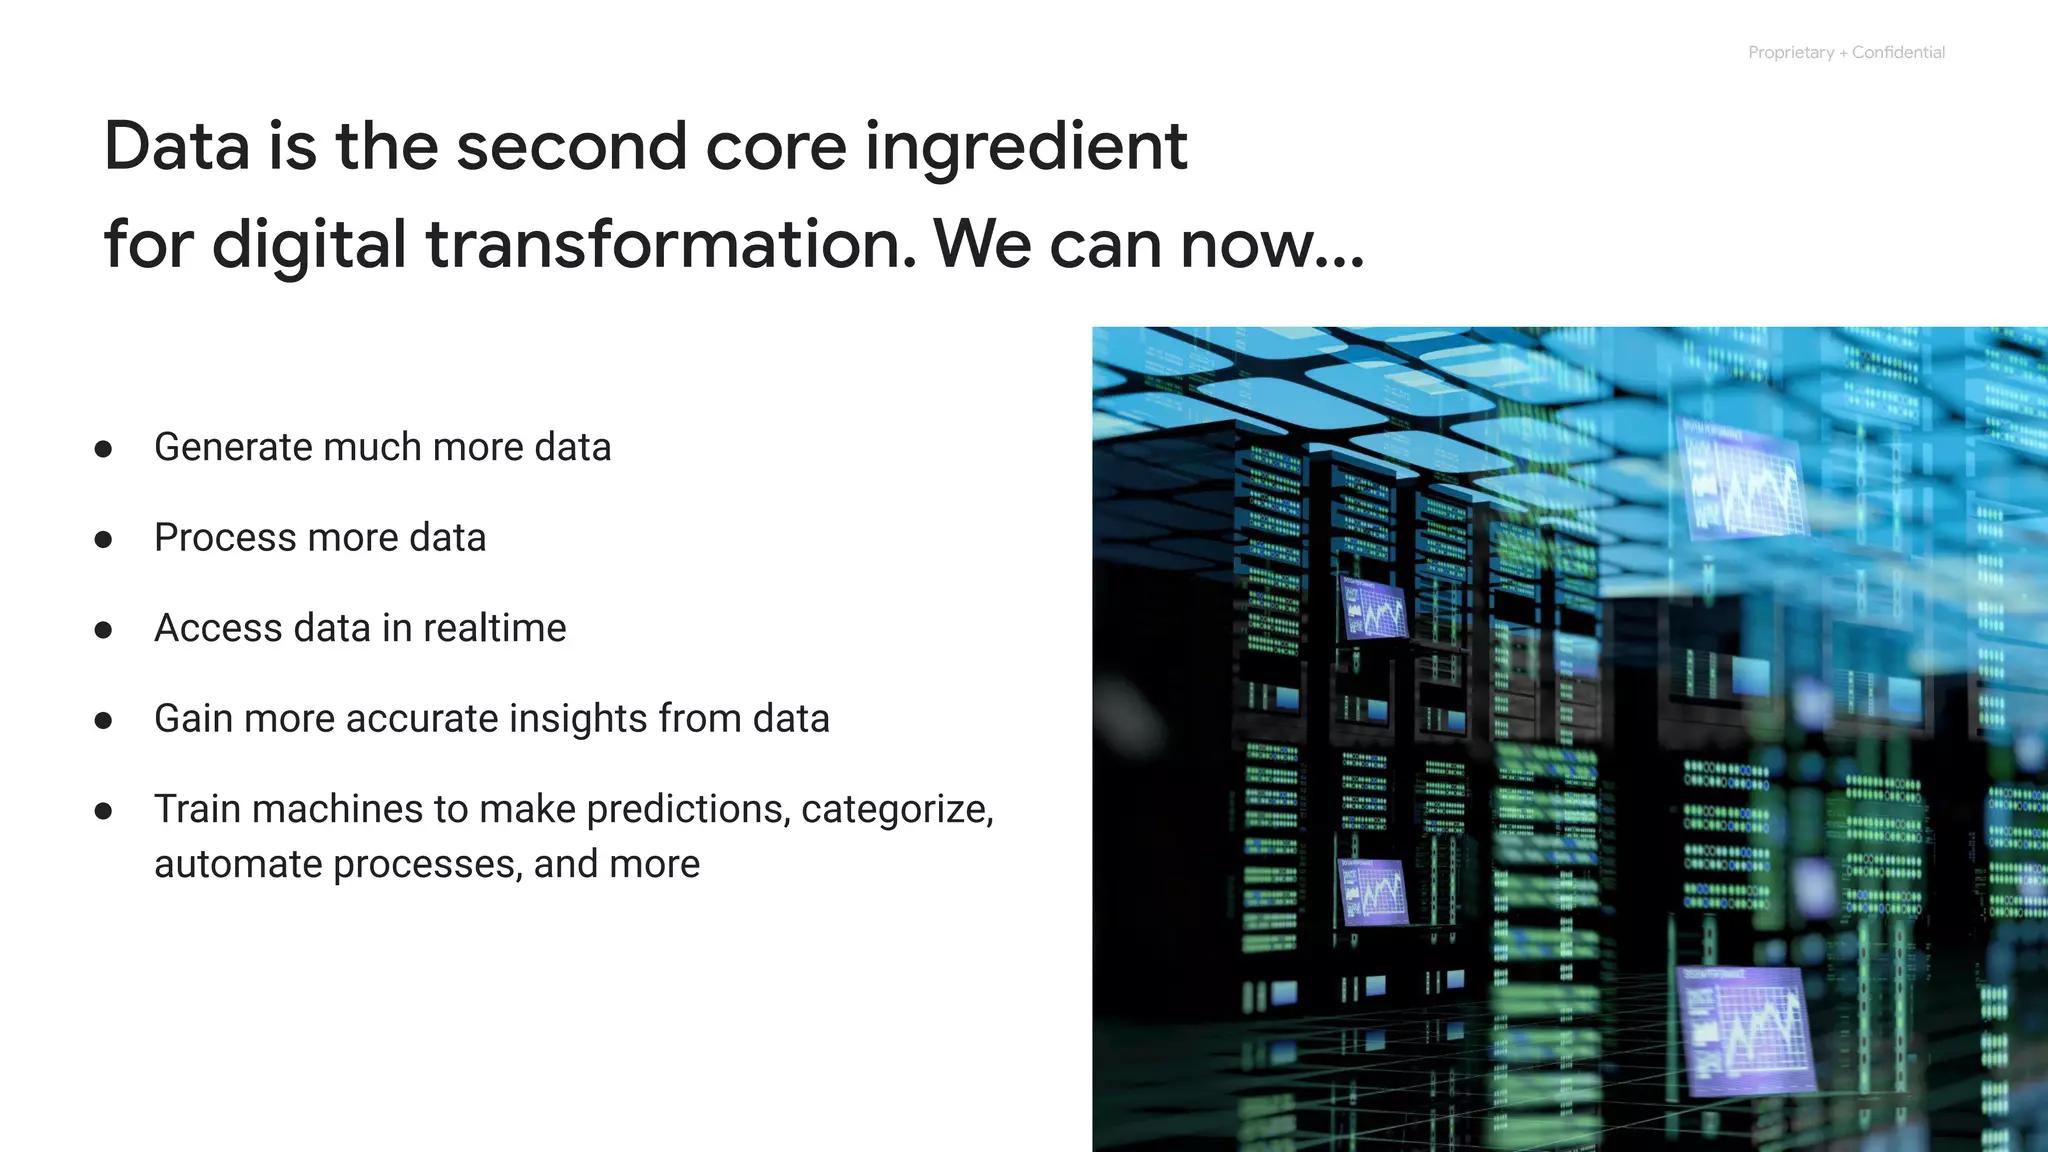 Proprietary + Confidential
Data is the second core ingredient
for digital transformation. We can now...
● Generate much more data
● Process more data
● Access data in realtime
● Gain more accurate insights from data
● Train machines to make predictions, categorize,
automate processes, and more
SYSTEM PERFORMANCE